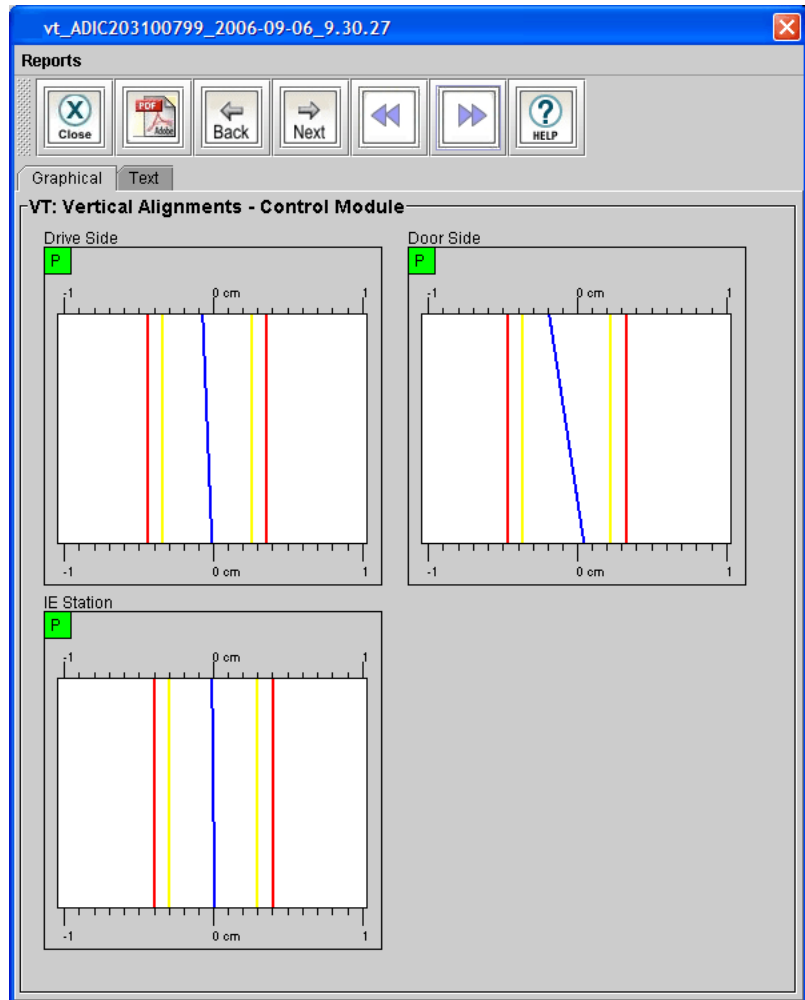 vt_ADIC203100799_2006-09-06_9.30.27
Reports
X Close
PDF Adobe
Back
Next
? HELP
Graphical Text
VT: Vertical Alignments - Control Module
Drive Side Door Side
P P
-1 0 cm 1 -1 0 cm 1
-1 0 cm 1 -1 0 cm 1
IE Station
P
-1 0 cm 1
-1 0 cm 1